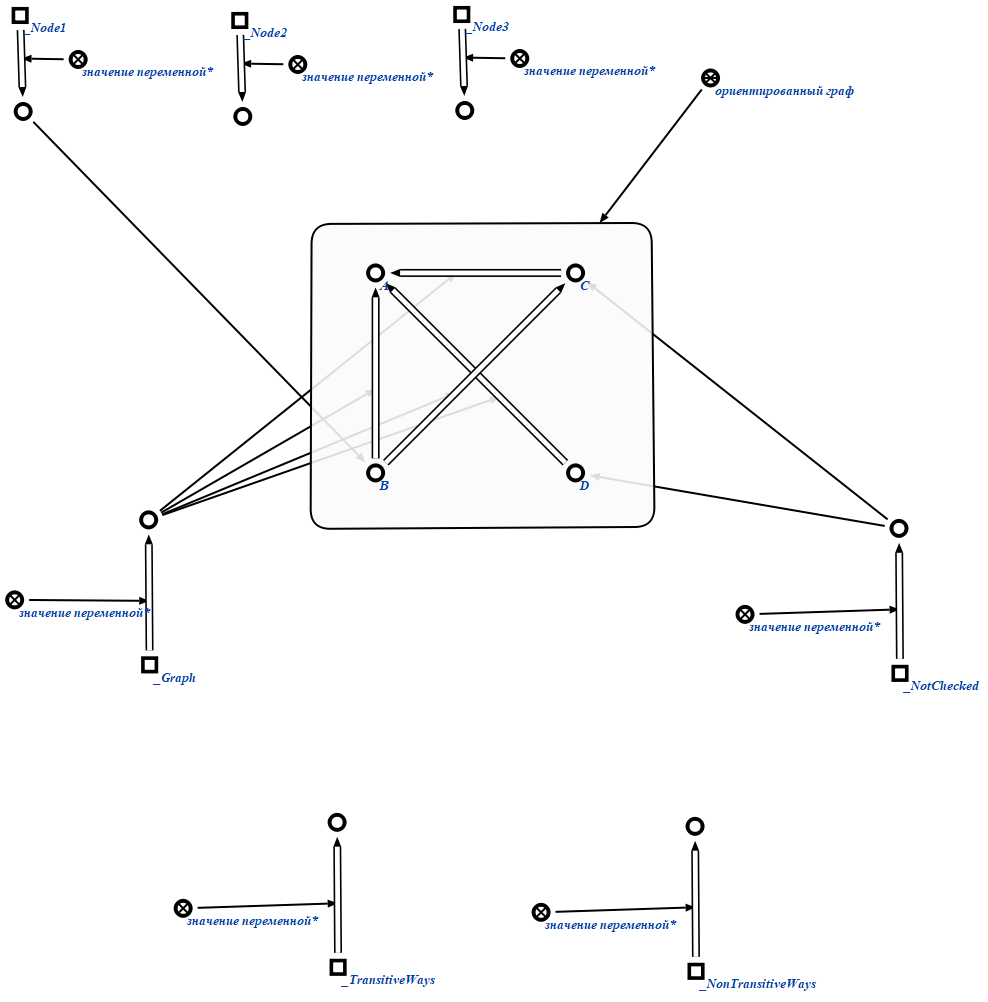 _Node1
_Node2
_Node3
значение переменной*
значение переменной*
значение переменной*
ориентированный граф
A
C
B
D
значение переменной*
значение переменной*
_Graph
_NotChecked
значение переменной*
значение переменной*
_TransitiveWays
_NonTransitiveWays